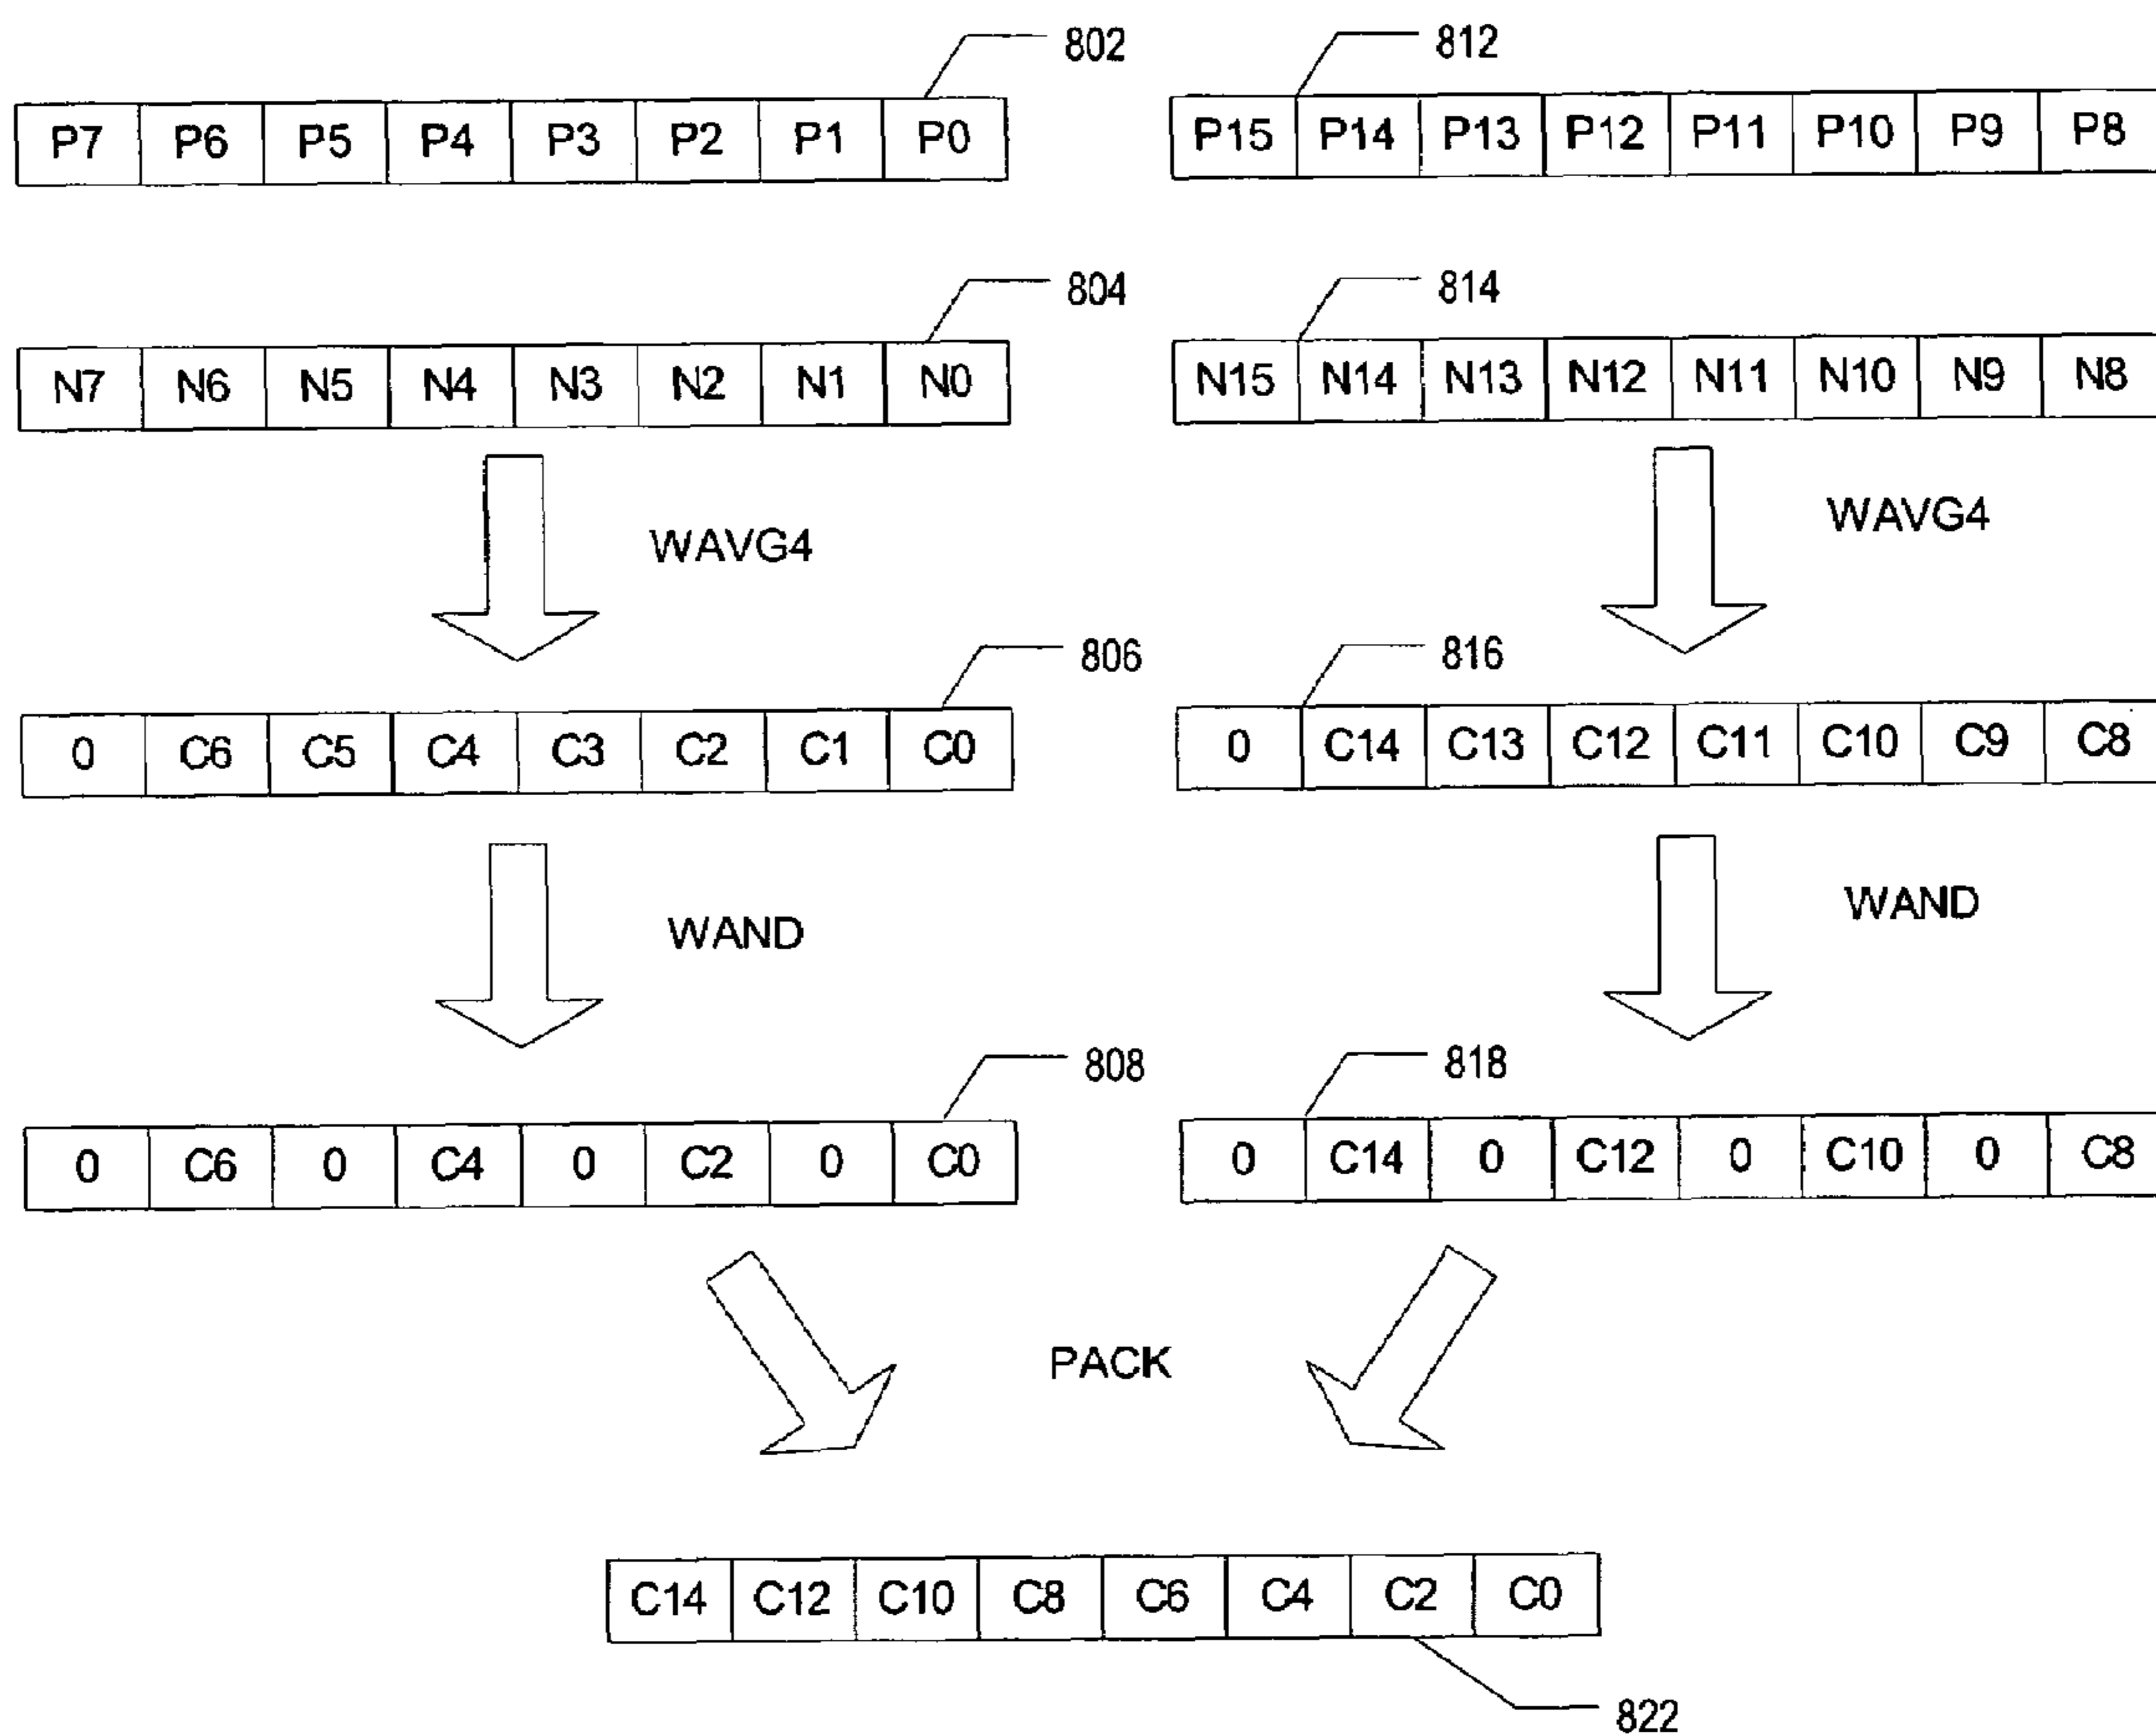 802 812
P7 P6 P5 P4 P3 P2 P1 P0 P15 P14 P13 P12 P11 P10 P9 P8
804 814
N7 N6 N5 N4 N3 N2 N1 N0 N15 N14 N13 N12 N11 N10 N9 N8
WAVG4 WAVG4
806 816
0 C6 C5 C4 C3 C2 C1 C0 0 C14 C13 C12 C11 C10 C9 C8
WAND WAND
808 818
0 C6 0 C4 0 C2 0 C0 0 C14 0 C12 0 C10 0 C8
PACK
C14 C12 C10 C8 C6 C4 C2 C0
822